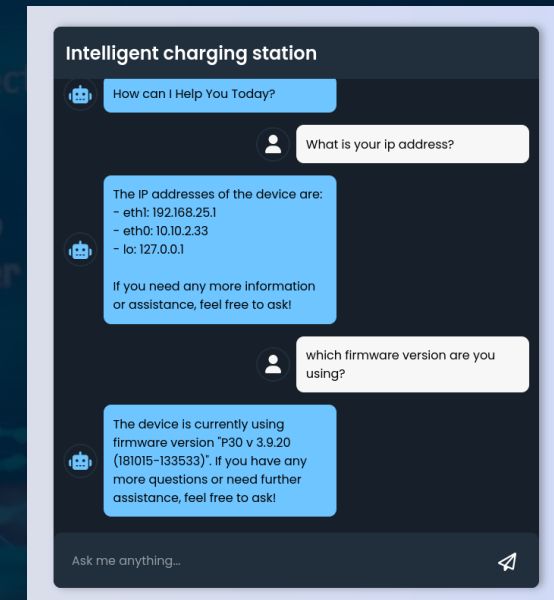 Intelligent charging station
How can I Help You Today?
What is your ip address?
The IP addresses of the device are:
- eth1: 192.168.25.1
- eth0: 10.10.2.33
- lo: 127.0.0.1
If you need any more information
or assistance, feel free to ask!
which firmware version are you
using?
The device is currently using
firmware version "P30 v 3.9.20
(181015-133533)". If you have any
more questions or need further
assistance, feel free to ask!
Ask me anything...